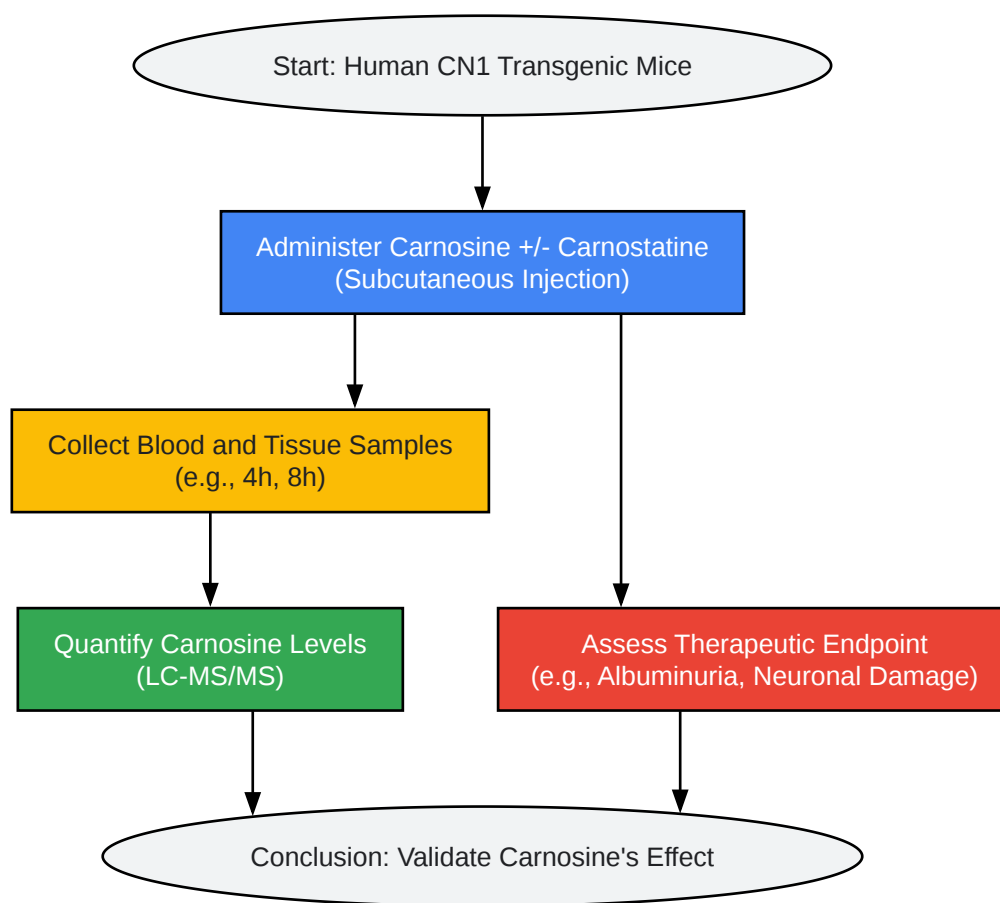 Start: Human CN1 Transgenic Mice
Administer Carnosine +/- Carnostatine
(Subcutaneous Injection)
Collect Blood and Tissue Samples
(e.g., 4h, 8h)
Quantify Carnosine Levels
(LC-MS/MS)
Assess Therapeutic Endpoint
(e.g., Albuminuria, Neuronal Damage)
Conclusion: Validate Carnosine's Effect